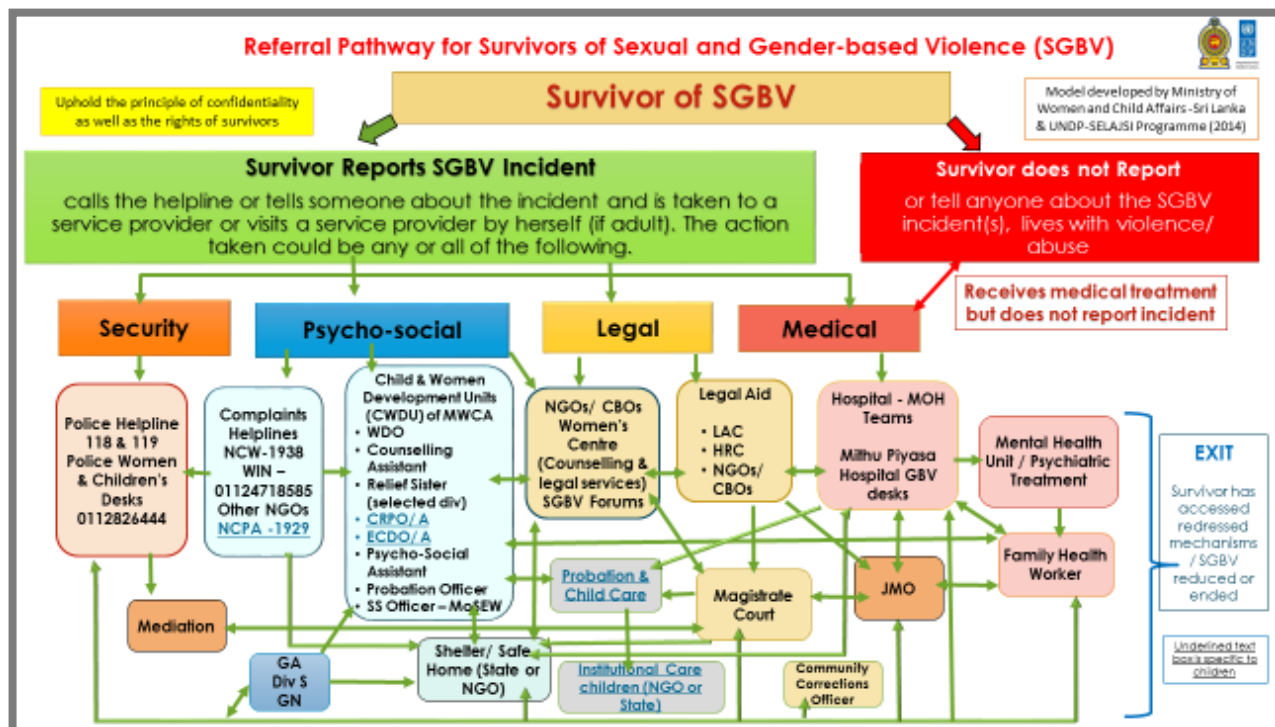 Referral Pathway for Survivors of Sexual and Gender-based Violence (SGBV)
Uphold the principle of confidentiality
as well as the rights of survivors
Survivor of SGBV
Model developed by Ministry of
Women and Child Affairs -Sri Lanka
& UNDP-SELAJSI Programme (2014)
Survivor Reports SGBV Incident
calls the helpline or tells someone about the incident and is taken to a
service provider or visits a service provider by herself (if adult). The action
taken could be any or all of the following.
Survivor does not Report
or tell anyone about the SGBV
incident(s), lives with violence/
abuse
Receives medical treatment
but does not report incident
Security
Psycho-social
Legal
Medical
Police Helpline
118 & 119
Police Women
& Children's
Desks
0112826444
Complaints
Helplines
NCW-1938
WIN –
01124718585
Other NGOs
NCPA -1929
Child & Women
Development Units
(CWDU) of MWCA
• WDO
• Counselling
Assistant
• Relief Sister
(selected div)
• CRPO/ A
• ECDO/ A
• Psycho-Social
Assistant
• Probation Officer
• SS Officer – MoSEW
NGOs/ CBOs
Women's
Centre
(Counselling &
legal services)
SGBV Forums
Legal Aid
• LAC
• HRC
• NGOs/
CBOs
Hospital - MOH
Teams
Mithu Piyasa
Hospital GBV
desks
Mental Health
Unit / Psychiatric
Treatment
EXIT
Survivor has
accessed
redressed
mechanisms
/ SGBV
reduced or
ended
Family Health
Worker
Probation &
Child Care
Magistrate
Court
JMO
Mediation
GA
Div S
GN
Shelter/ Safe
Home (State or
NGO)
Institutional Care
children (NGO or
State)
Community
Corrections
Officer
Underlined text
box's specific to
children